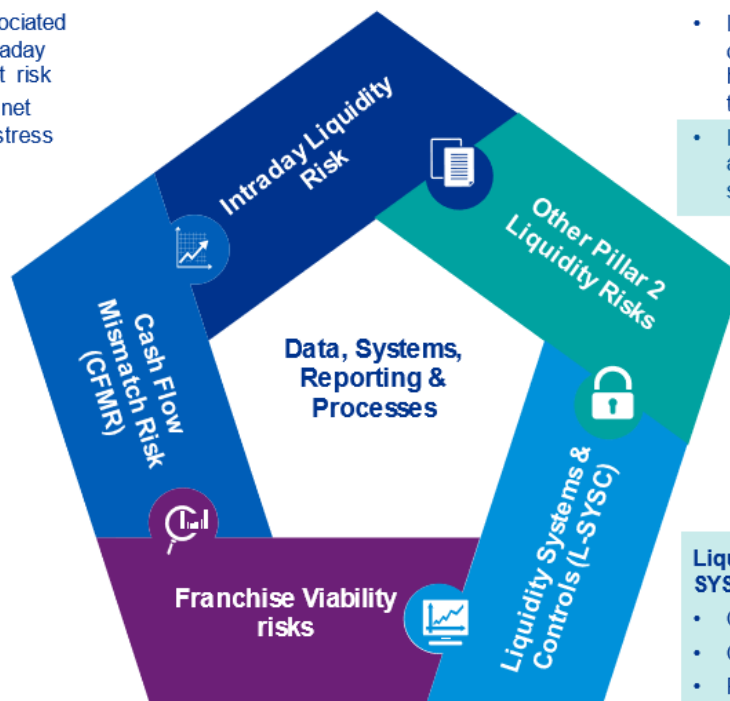 ociated
aday
t risk
net
stress
Intraday Liquidity
Risk
Other Pillar 2
Liquidity Risks
Cash Flow
Mismatch Risk
(CFMR)
Data, Systems,
Reporting &
Processes
Liquidity Systems &
Controls (L-SYSC)
Franchise Viability
risks
Liqu
SYS